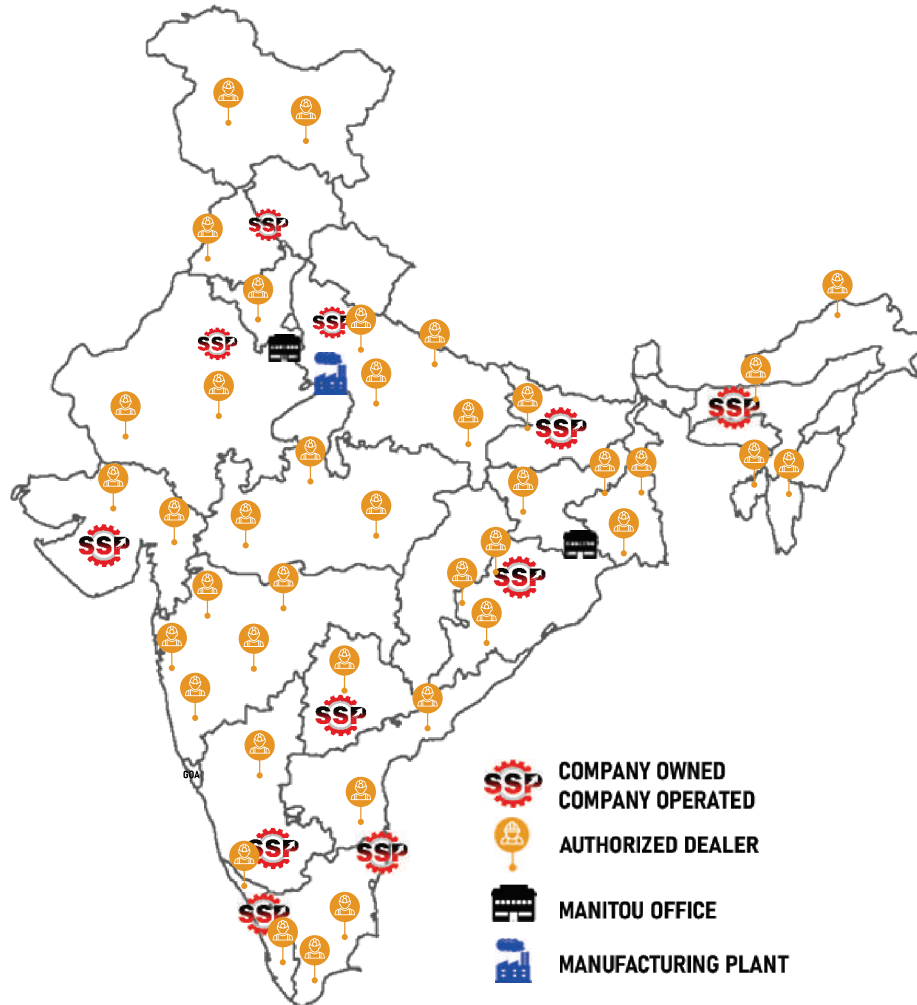 SSP
SSP
SSP
SSP
SSP
SSP
SSP
SSP
GOA
SSP
COMPANY OWNED
COMPANY OPERATED
SSP
SSP
AUTHORIZED DEALER
SSP
MANITOU OFFICE
MANUFACTURING PLANT